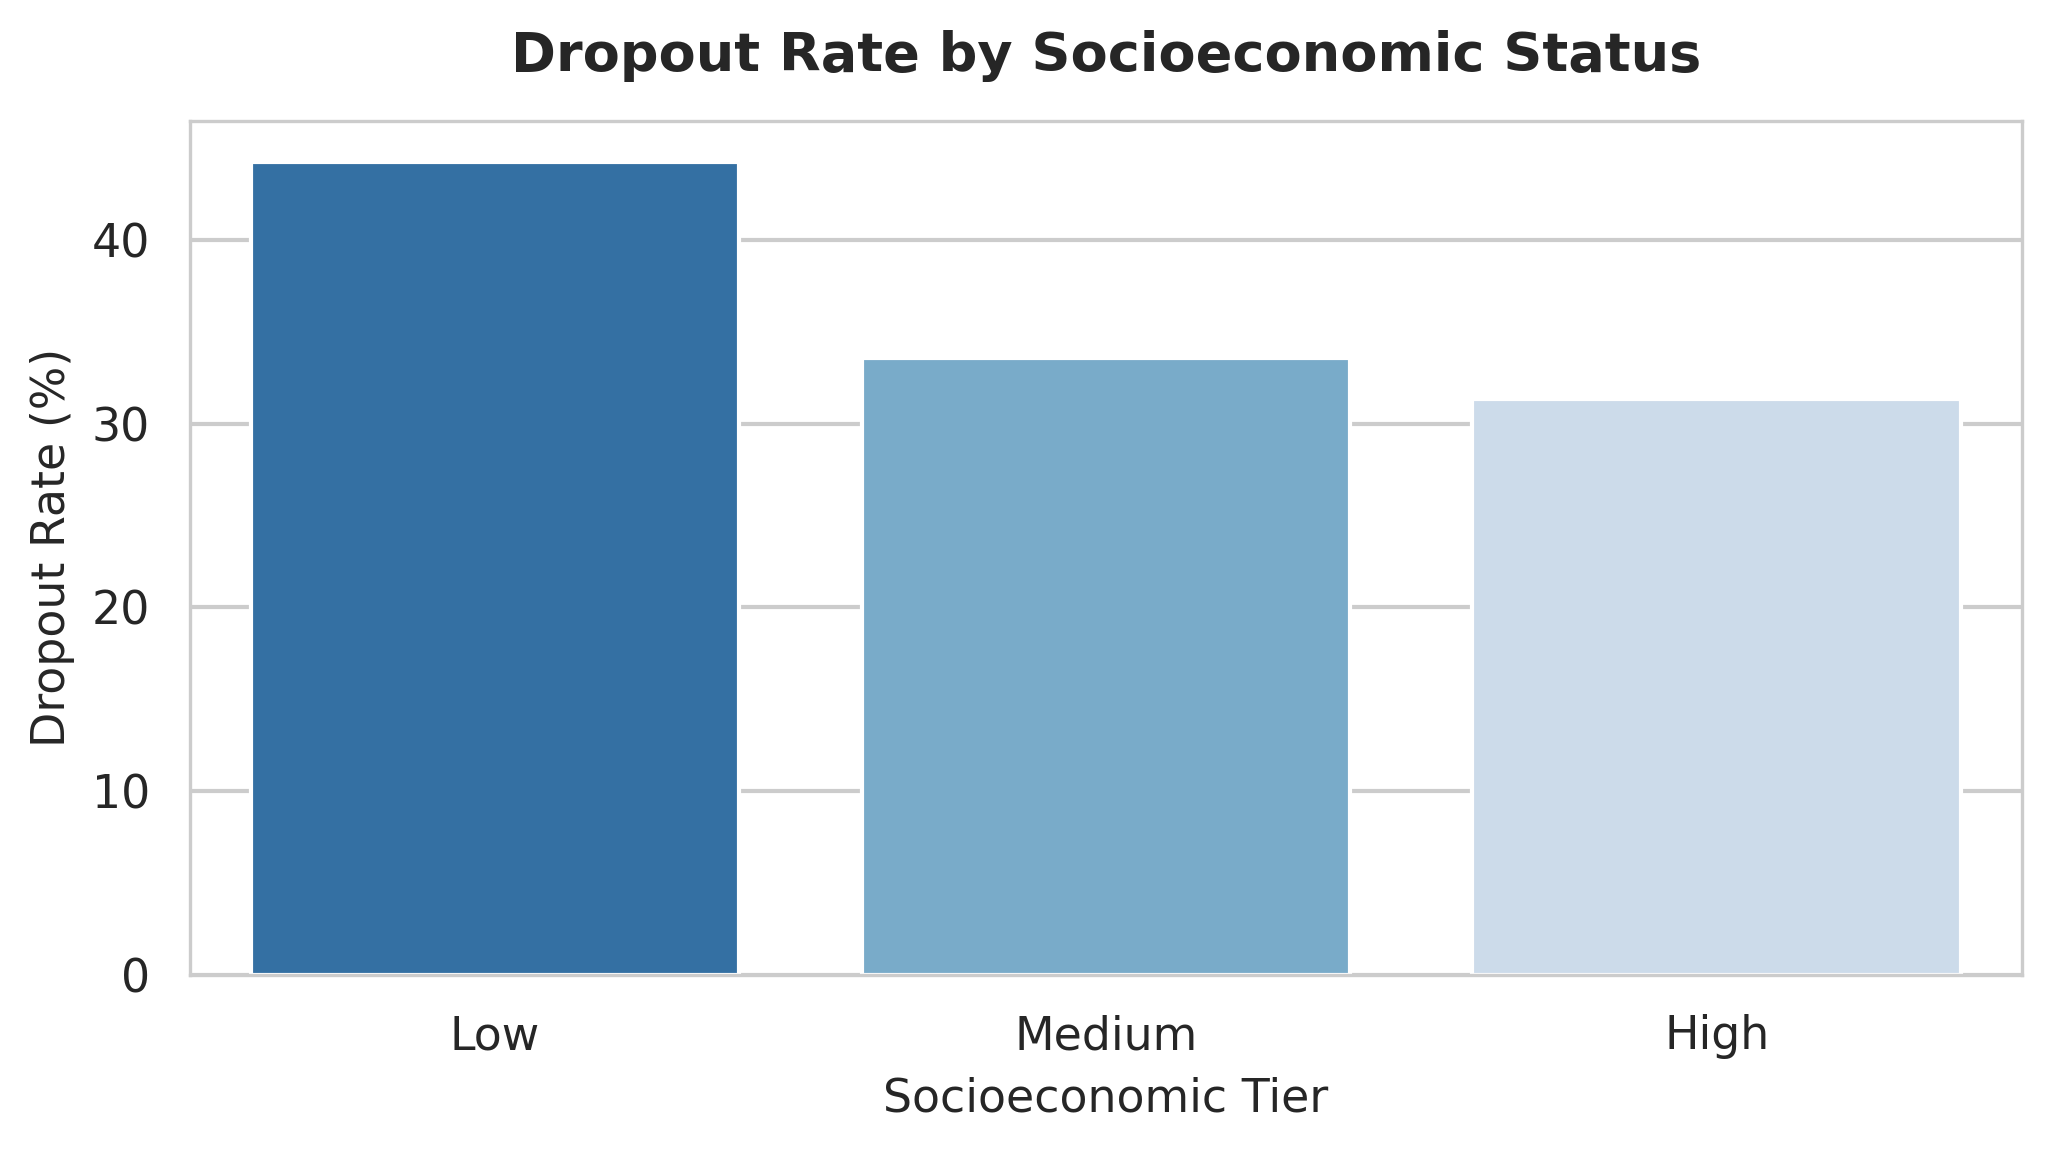 Dropout Rate by Socioeconomic Status
Dropout Rate (%)
40
30
20
10
0
Low
Medium
High
Socioeconomic Tier